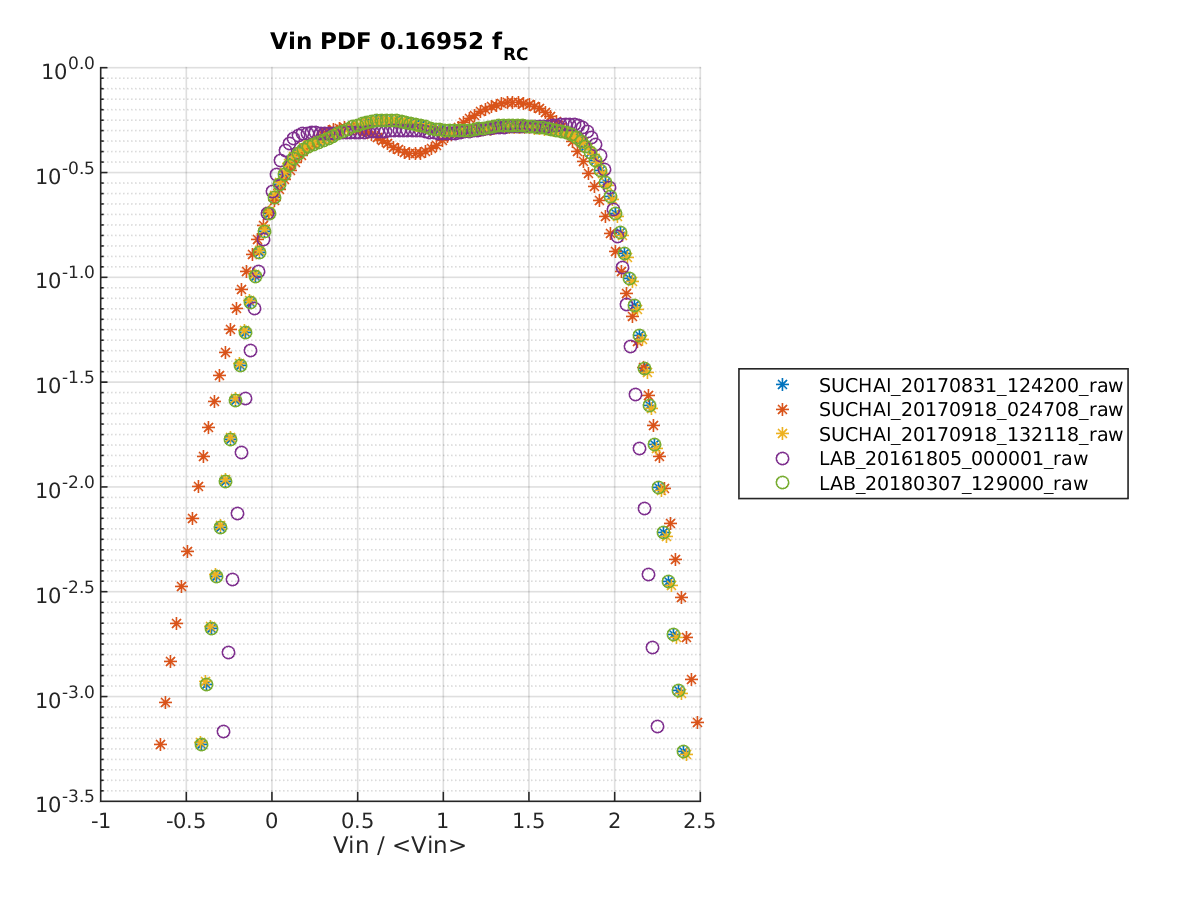 Vin PDF 0.16952 f_RC
10^0.0
10^-0.5
10^-1.0
10^-1.5
10^-2.0
10^-2.5
10^-3.0
10^-3.5
-1 -0.5 0 0.5 1 1.5 2 2.5
Vin / <Vin>
SUCHAI_20170831_124200_raw
SUCHAI_20170918_024708_raw
SUCHAI_20170918_132118_raw
LAB_20161805_000001_raw
LAB_20180307_129000_raw